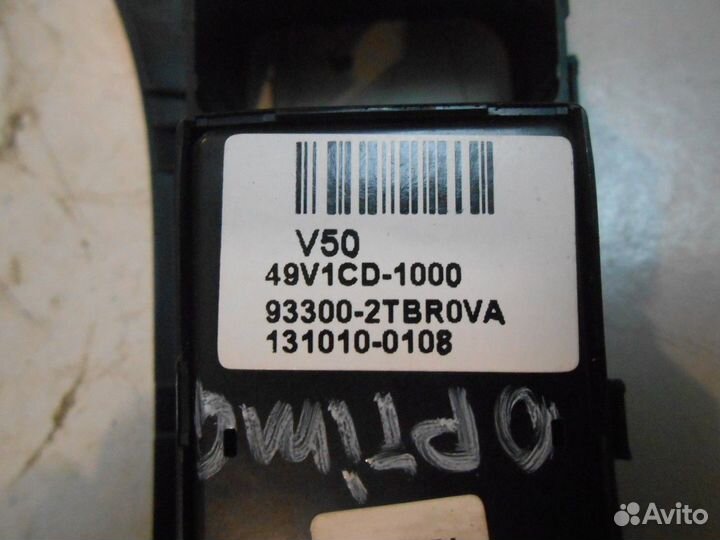 V50
49V1CD-1000
93300-2TBR0VA
131010-0108
OPTIMA
Avito